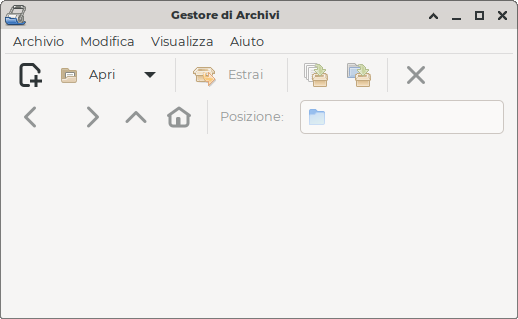 Gestore di Archivi
Archivio Modifica Visualizza Aiuto
Apri Estrai
Posizione: